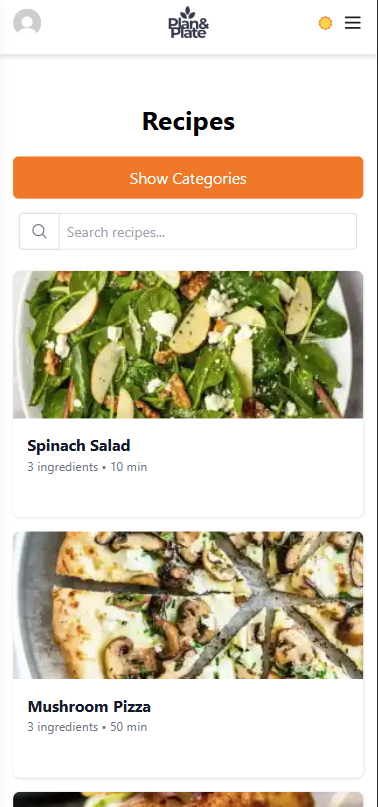 Plan&
Plate
Recipes
Show Categories
Search recipes...
Spinach Salad
3 ingredients • 10 min
Mushroom Pizza
3 ingredients • 50 min